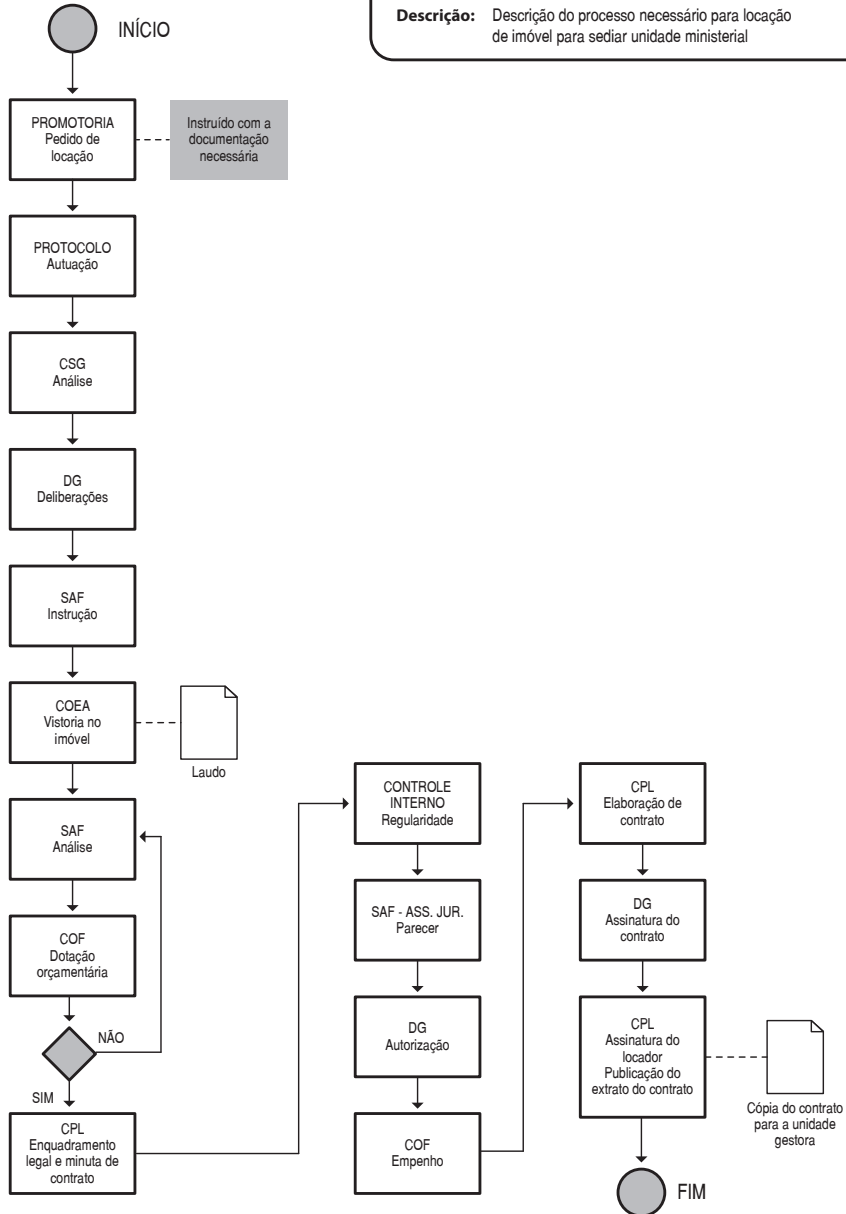 INÍCIO
Descrição: Descrição do processo necessário para locação
de imóvel para sediar unidade ministerial
PROMOTORIA
Pedido de
locação
Instruído com a
documentação
necessária
PROTOCOLO
Autuação
CSG
Análise
DG
Deliberações
SAF
Instrução
COEA
Vistoria no
imóvel
Laudo
SAF
Análise
COF
Dotação
orçamentária
NÃO
SIM
CPL
Enquadramento
legal e minuta de
contrato
CONTROLE
INTERNO
Regularidade
SAF - ASS. JUR.
Parecer
DG
Autorização
COF
Empenho
CPL
Elaboração de
contrato
DG
Assinatura do
contrato
CPL
Assinatura do
locador
Publicação do
extrato do contrato
Cópia do contrato
para a unidade
gestora
FIM